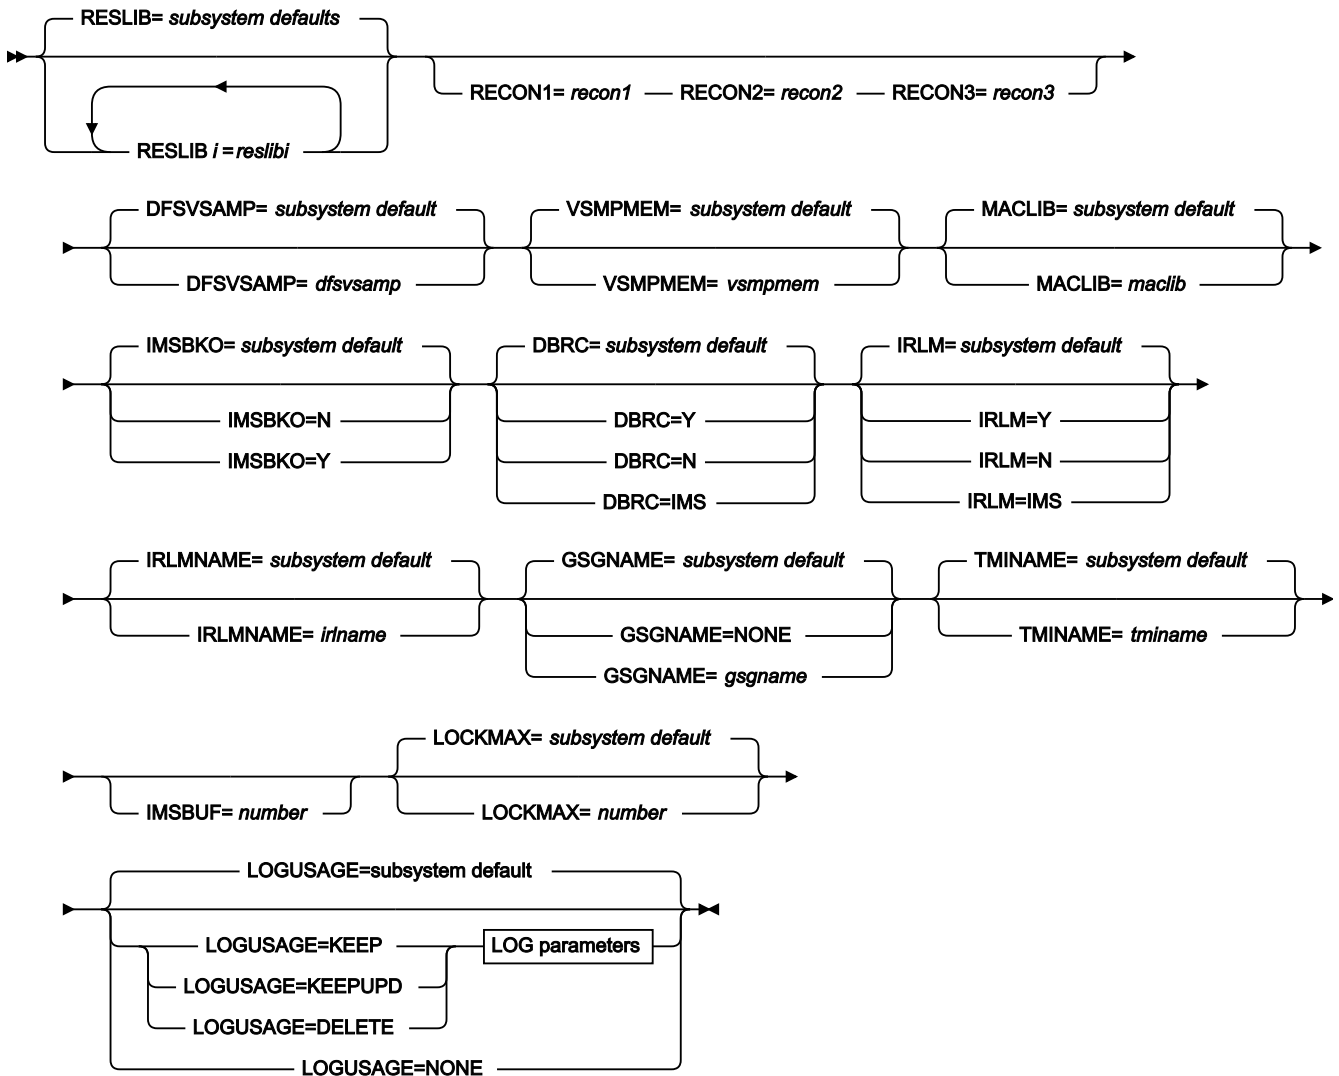 RESLIB= subsystem defaults
RECON1= recon1 RECON2= recon2 RECON3= recon3
RESLIB i =reslibi
DFSVSAMP= subsystem default VSMPMEM= subsystem default MACLIB= subsystem default
DFSVSAMP= dfsvsamp VSMPMEM= vsmpmem MACLIB= maclib
IMSBKO= subsystem default DBRC= subsystem default IRLM= subsystem default
IMSBKO=N DBRC=Y IRLM=Y
IMSBKO=Y DBRC=N IRLM=N
DBRC=IMS IRLM=IMS
IRLMNAME= subsystem default GSGNAME= subsystem default TMINAME= subsystem default
IRLMNAME= irlname GSGNAME=NONE TMINAME= tminame
GSGNAME= gsgname
LOCKMAX= subsystem default
IMSBUF= number LOCKMAX= number
LOGUSAGE=subsystem default
LOGUSAGE=KEEP LOG parameters
LOGUSAGE=KEEPUPD
LOGUSAGE=DELETE
LOGUSAGE=NONE